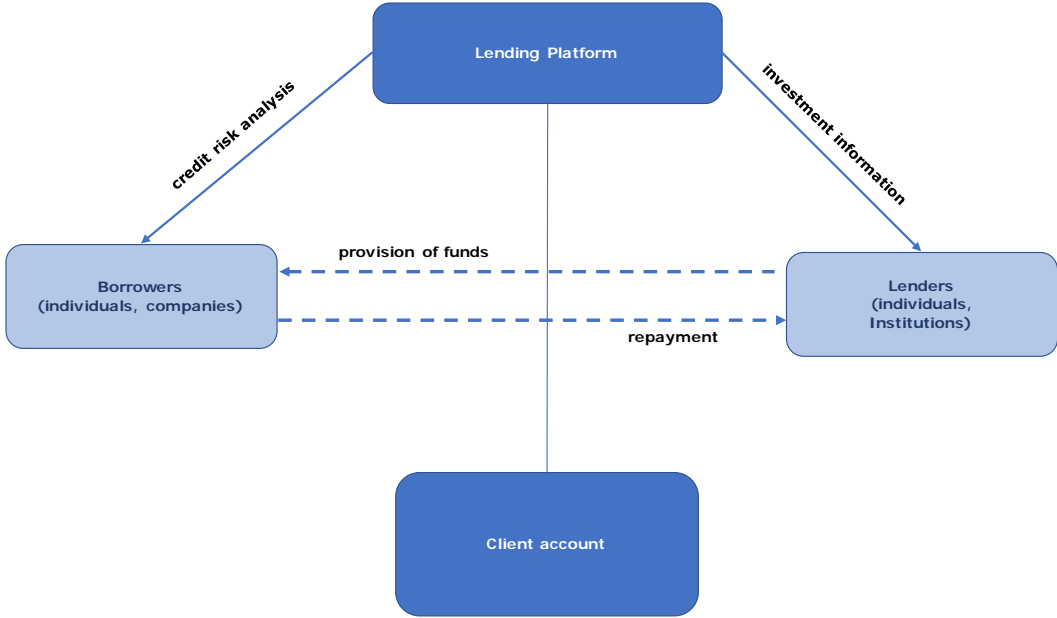 Lending Platform
credit risk analysis
investment information
provision of funds
Borrowers
(individuals, companies)
Lenders
(individuals,
Institutions)
repayment
Client account